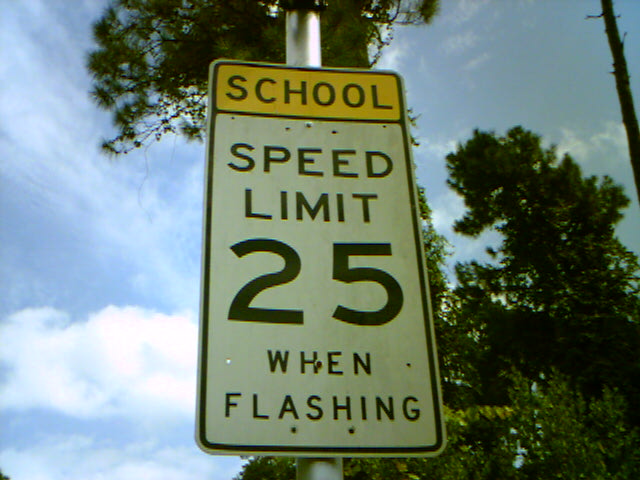 SCHOOL
SPEED
LIMIT
25
WHEN
FLASHING